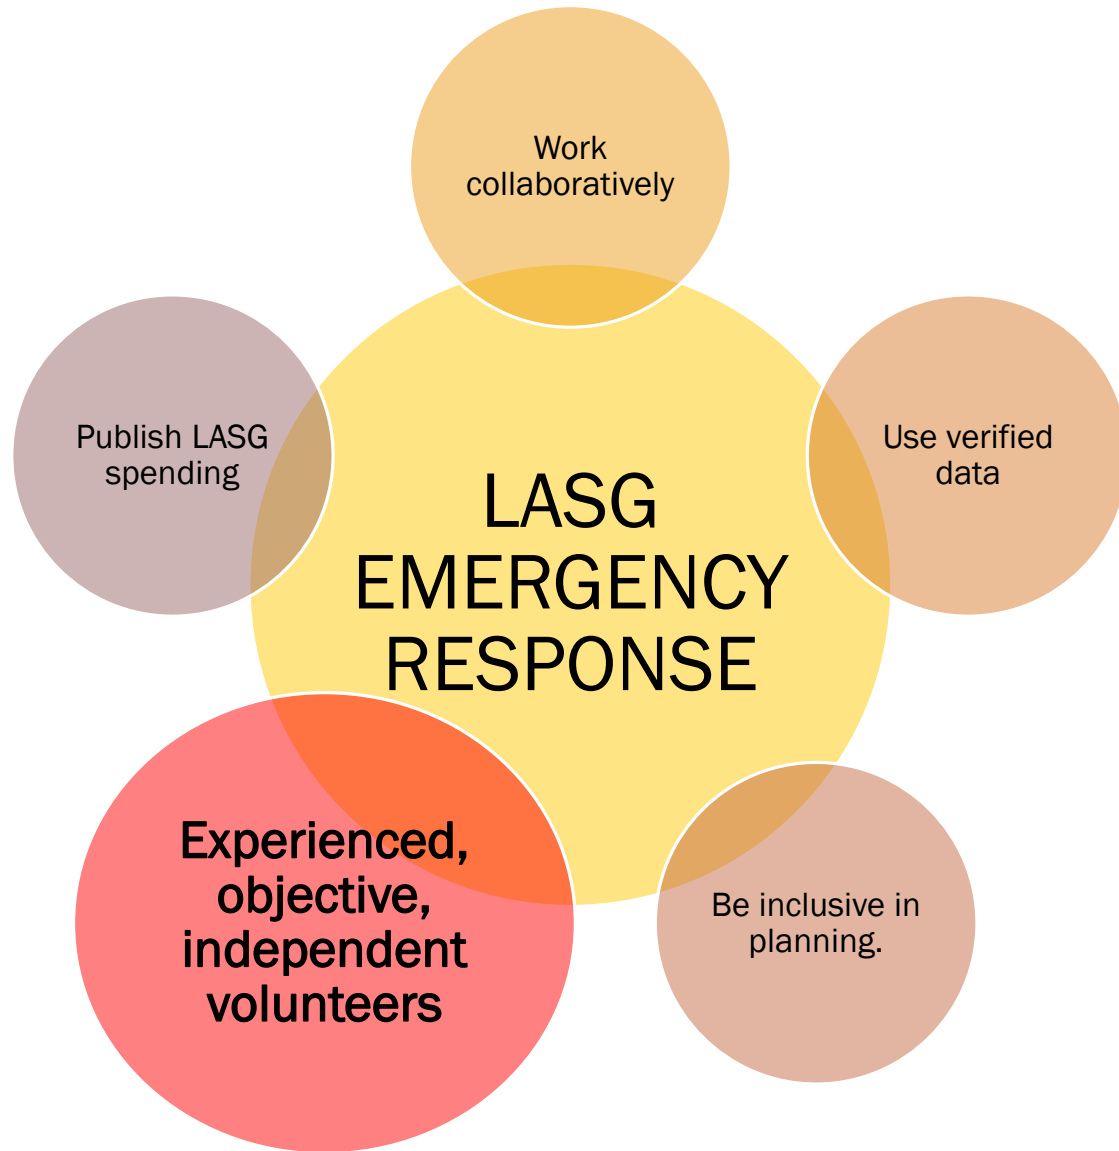 Work
collaboratively
Publish LASG
spending
Use verified
data
LASG
EMERGENCY
RESPONSE
Experienced,
objective,
independent
volunteers
Be inclusive in
planning.